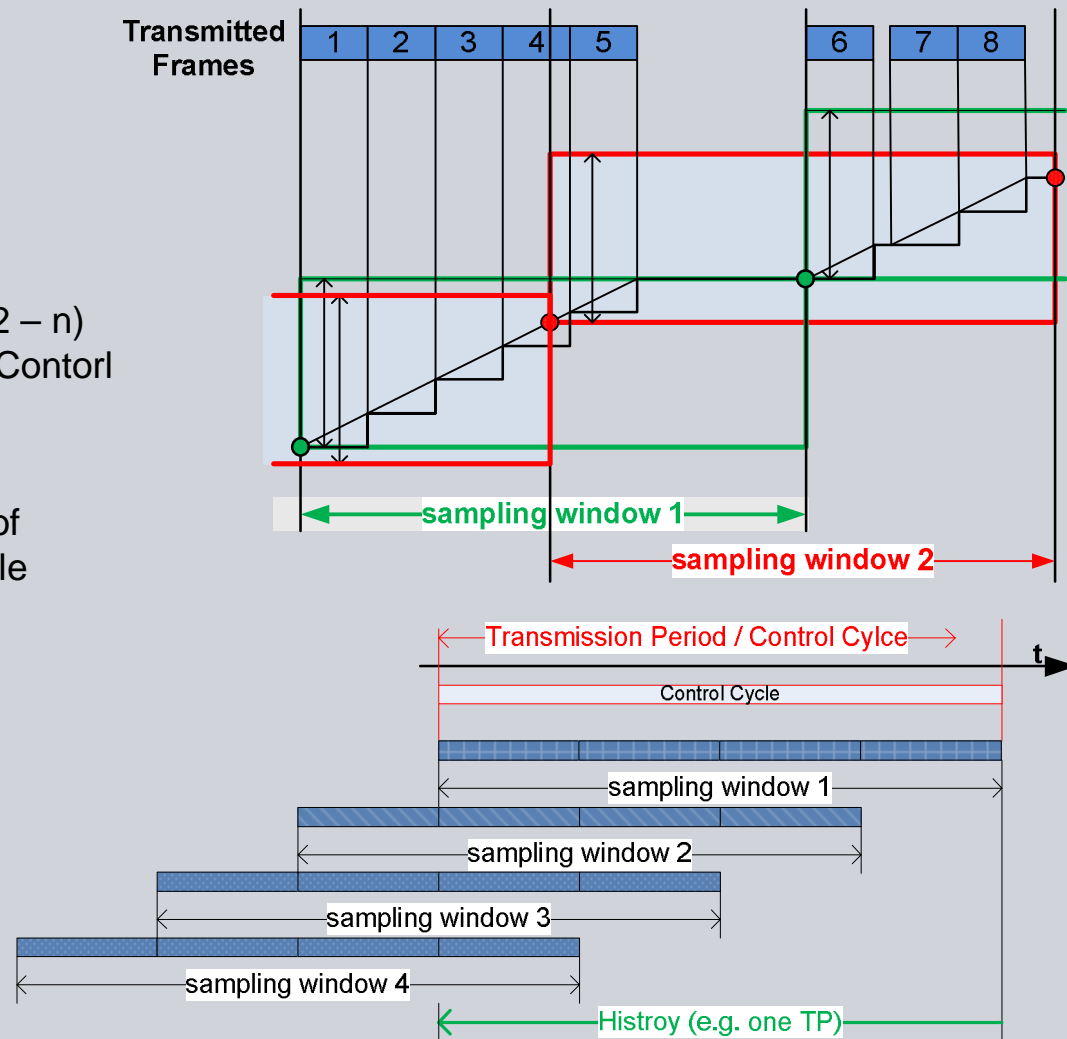 Transmitted
Frames
1 2 3 4 5 6 7 8
2 – n)
Contorl
of
le
sampling window 1
sampling window 2
Transmission Period / Control Cylce
t
Control Cycle
sampling window 1
sampling window 2
sampling window 3
sampling window 4
Histroy (e.g. one TP)